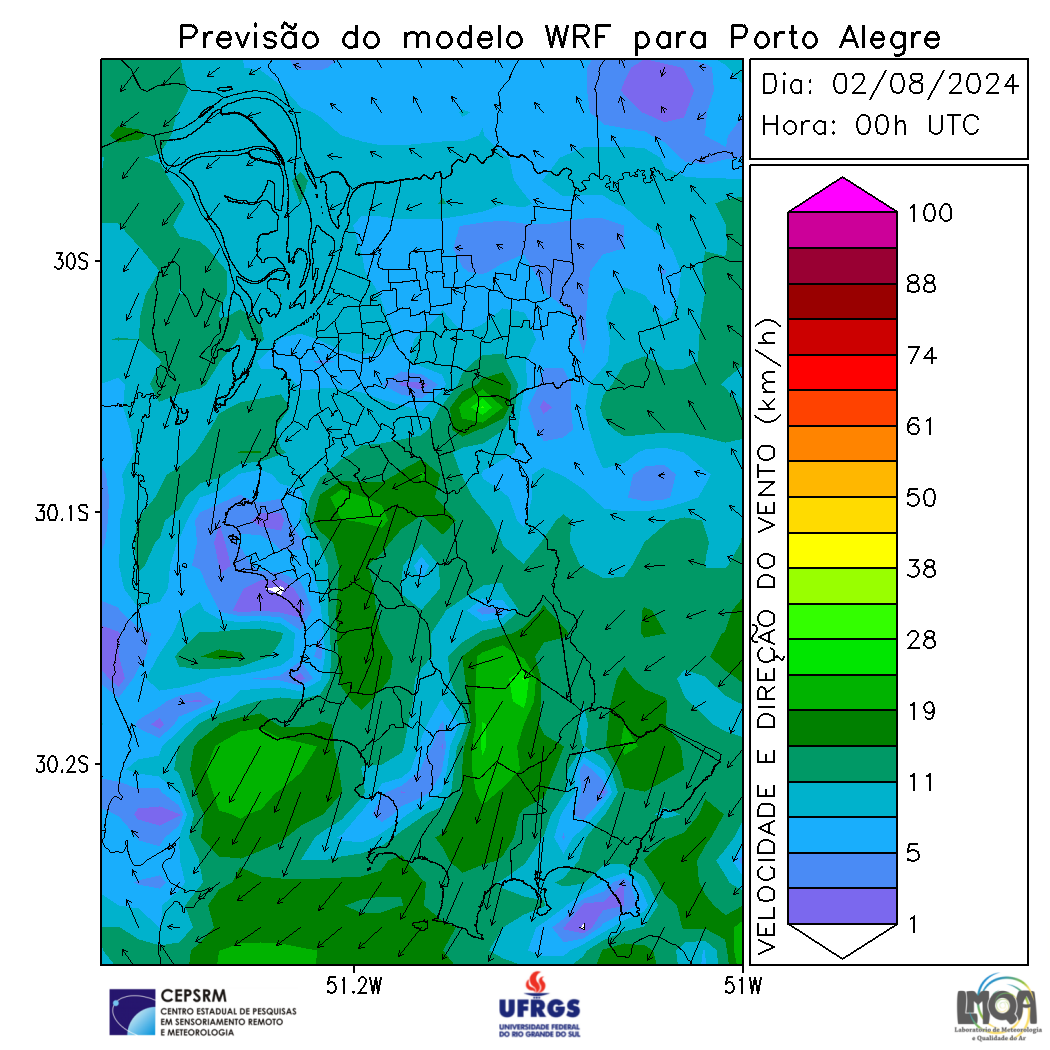 Previsão do modelo WRF para Porto Alegre
Dia: 02/08/2024
Hora: 00h UTC
30S
30.1S
30.2S
51.2W
51W
VELOCIDADE E DIREÇÃO DO VENTO (km/h)
100
88
74
61
50
38
28
19
11
5
1
CEPSRM
CENTRO ESTADUAL DE PESQUISAS
EM SENSORIAMENTO REMOTO
E METEOROLOGIA
UFRGS
UNIVERSIDADE FEDERAL
DO RIO GRANDE DO SUL
LMQA
Laboratório de Meteorologia
e Qualidade do Ar